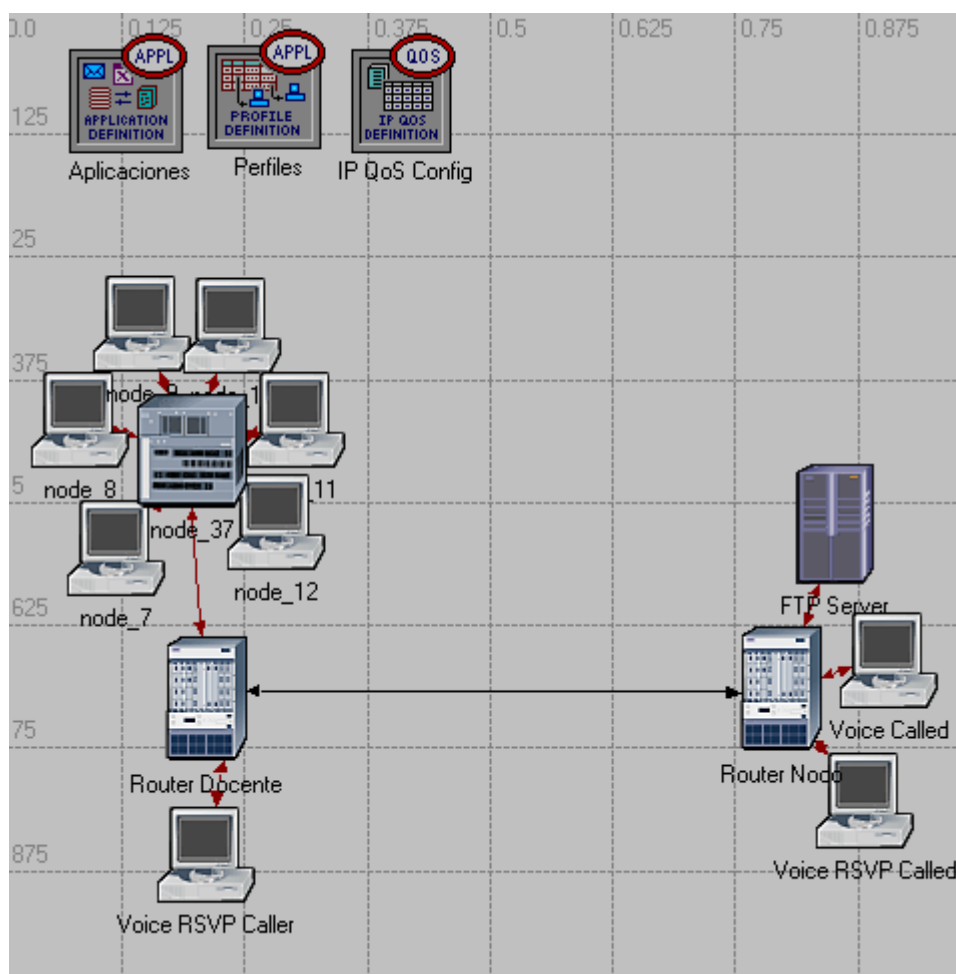 0.0 0.125 0.25 0.375 0.5 0.625 0.75 0.875
APPL APPL QOS
APPLICATION
DEFINITION
PROFILE
DEFINITION
IP QOS
DEFINITION
Aplicaciones Perfiles IP QoS Config
125
25
375
5
node_8
node_37
node_12
node_7
FTP Server
625
Voice Called
75
Router Docente
Router Nodo
875
Voice RSVP Called
Voice RSVP Caller